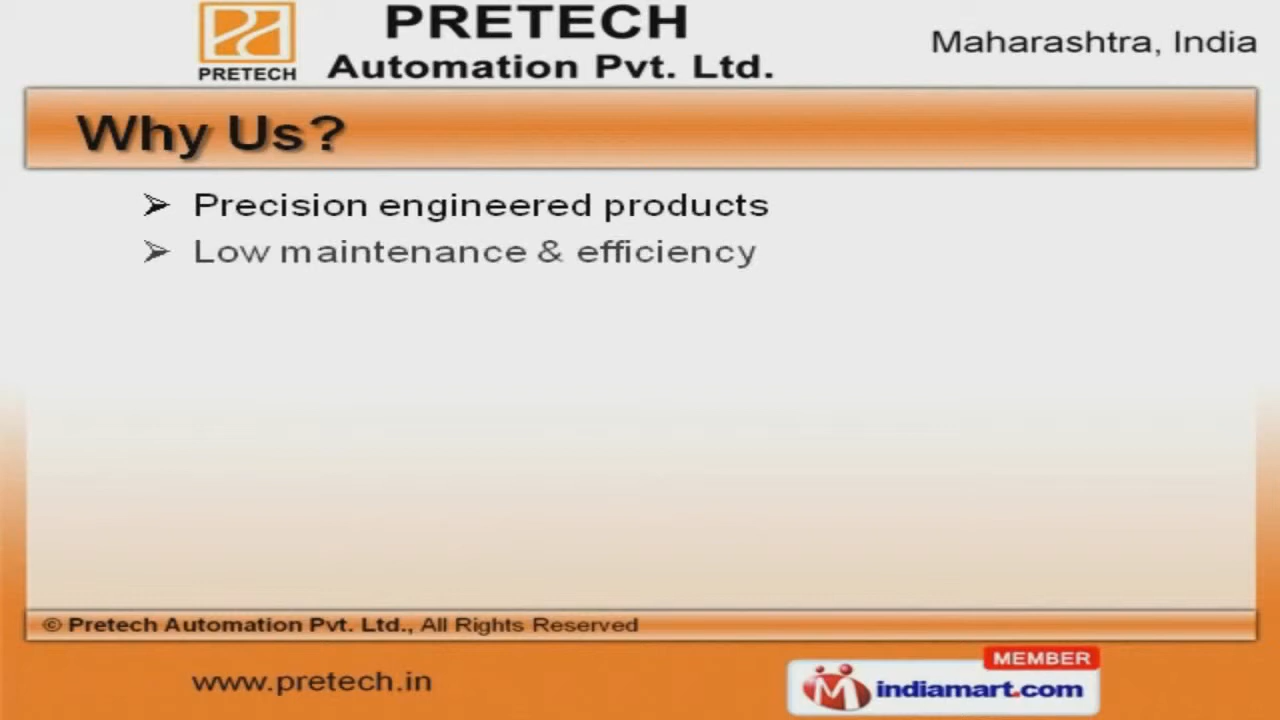 PRETECH
PRETECH
Automation Pvt. Ltd.
Maharashtra, India
Why Us?
➢ Precision engineered products
➢ Low maintenance & efficiency
© Pretech Automation Pvt. Ltd., All Rights Reserved
www.pretech.in
MEMBER
indiamart.com